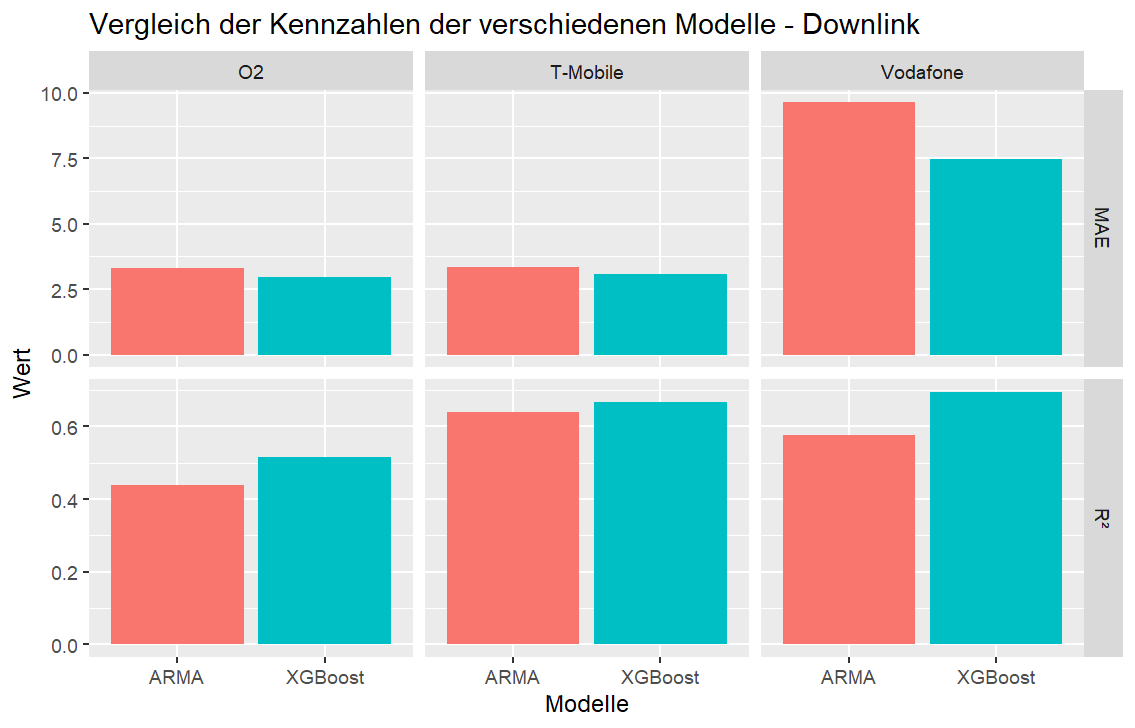 Vergleich der Kennzahlen der verschiedenen Modelle - Downlink
O2
T-Mobile
Vodafone
10.0
7.5
5.0
2.5
0.0
MAE
Wert
0.6
0.4
0.2
0.0
R²
ARMA
XGBoost
ARMA
XGBoost
ARMA
XGBoost
Modelle